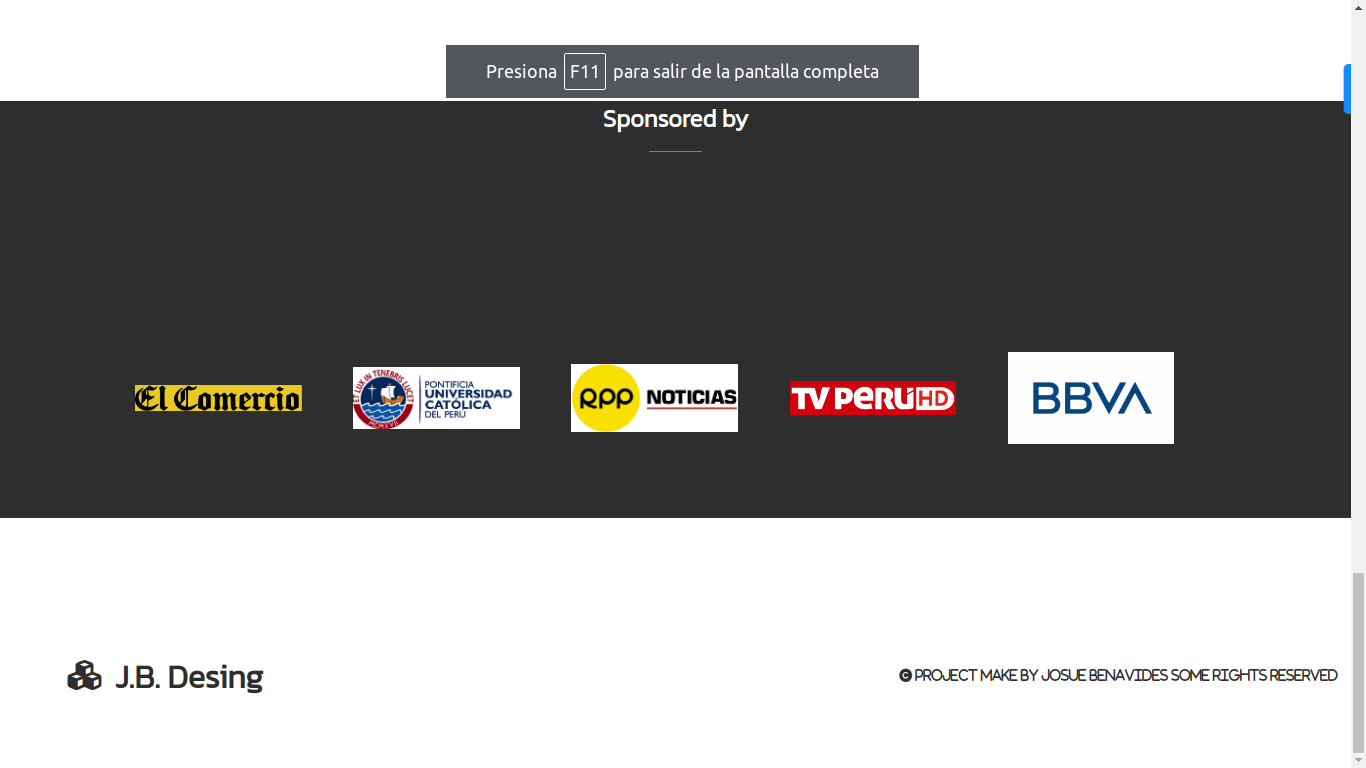 Presiona F11 para salir de la pantalla completa
Sponsored by
El Comercio
ET LUX IN TENEBRIS LUCET
MCMXVII
PONTIFICIA
UNIVERSIDAD
CATÓLICA
DEL PERÚ
RPP NOTICIAS
TV PERÚ HD
BBVA
J.B. Desing
© PROJECT MAKE BY JOSUE BENAVIDES SOME RIGHTS RESERVED